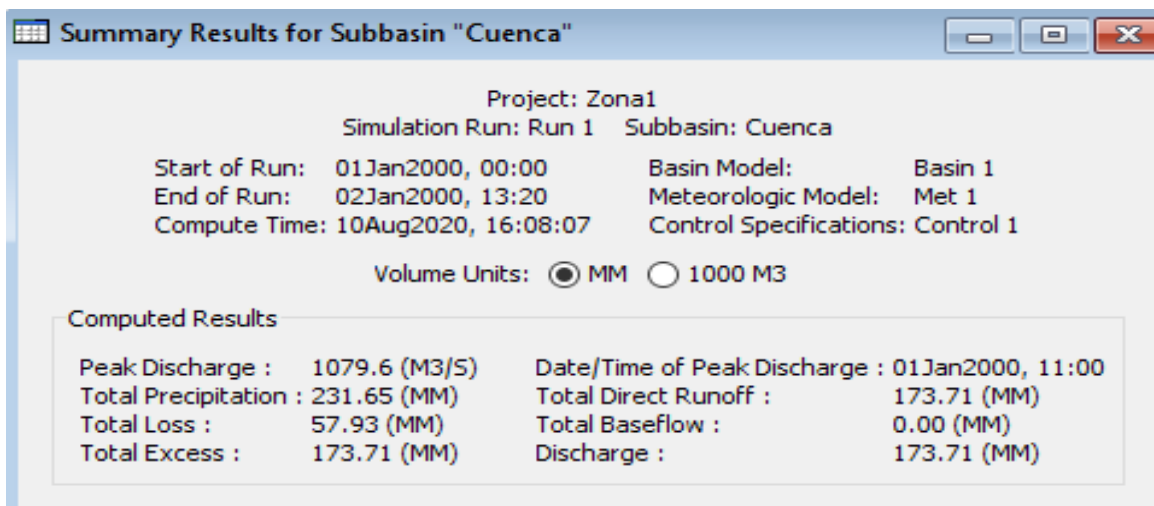 Summary Results for Subbasin "Cuenca"
Project: Zona1
Simulation Run: Run 1 Subbasin: Cuenca
Start of Run: 01Jan2000, 00:00 Basin Model: Basin 1
End of Run: 02Jan2000, 13:20 Meteorologic Model: Met 1
Compute Time: 10Aug2020, 16:08:07 Control Specifications: Control 1
Volume Units: MM 1000 M3
Computed Results
Peak Discharge : 1079.6 (M3/S) Date/Time of Peak Discharge : 01Jan2000, 11:00
Total Precipitation : 231.65 (MM) Total Direct Runoff : 173.71 (MM)
Total Loss : 57.93 (MM) Total Baseflow : 0.00 (MM)
Total Excess : 173.71 (MM) Discharge : 173.71 (MM)